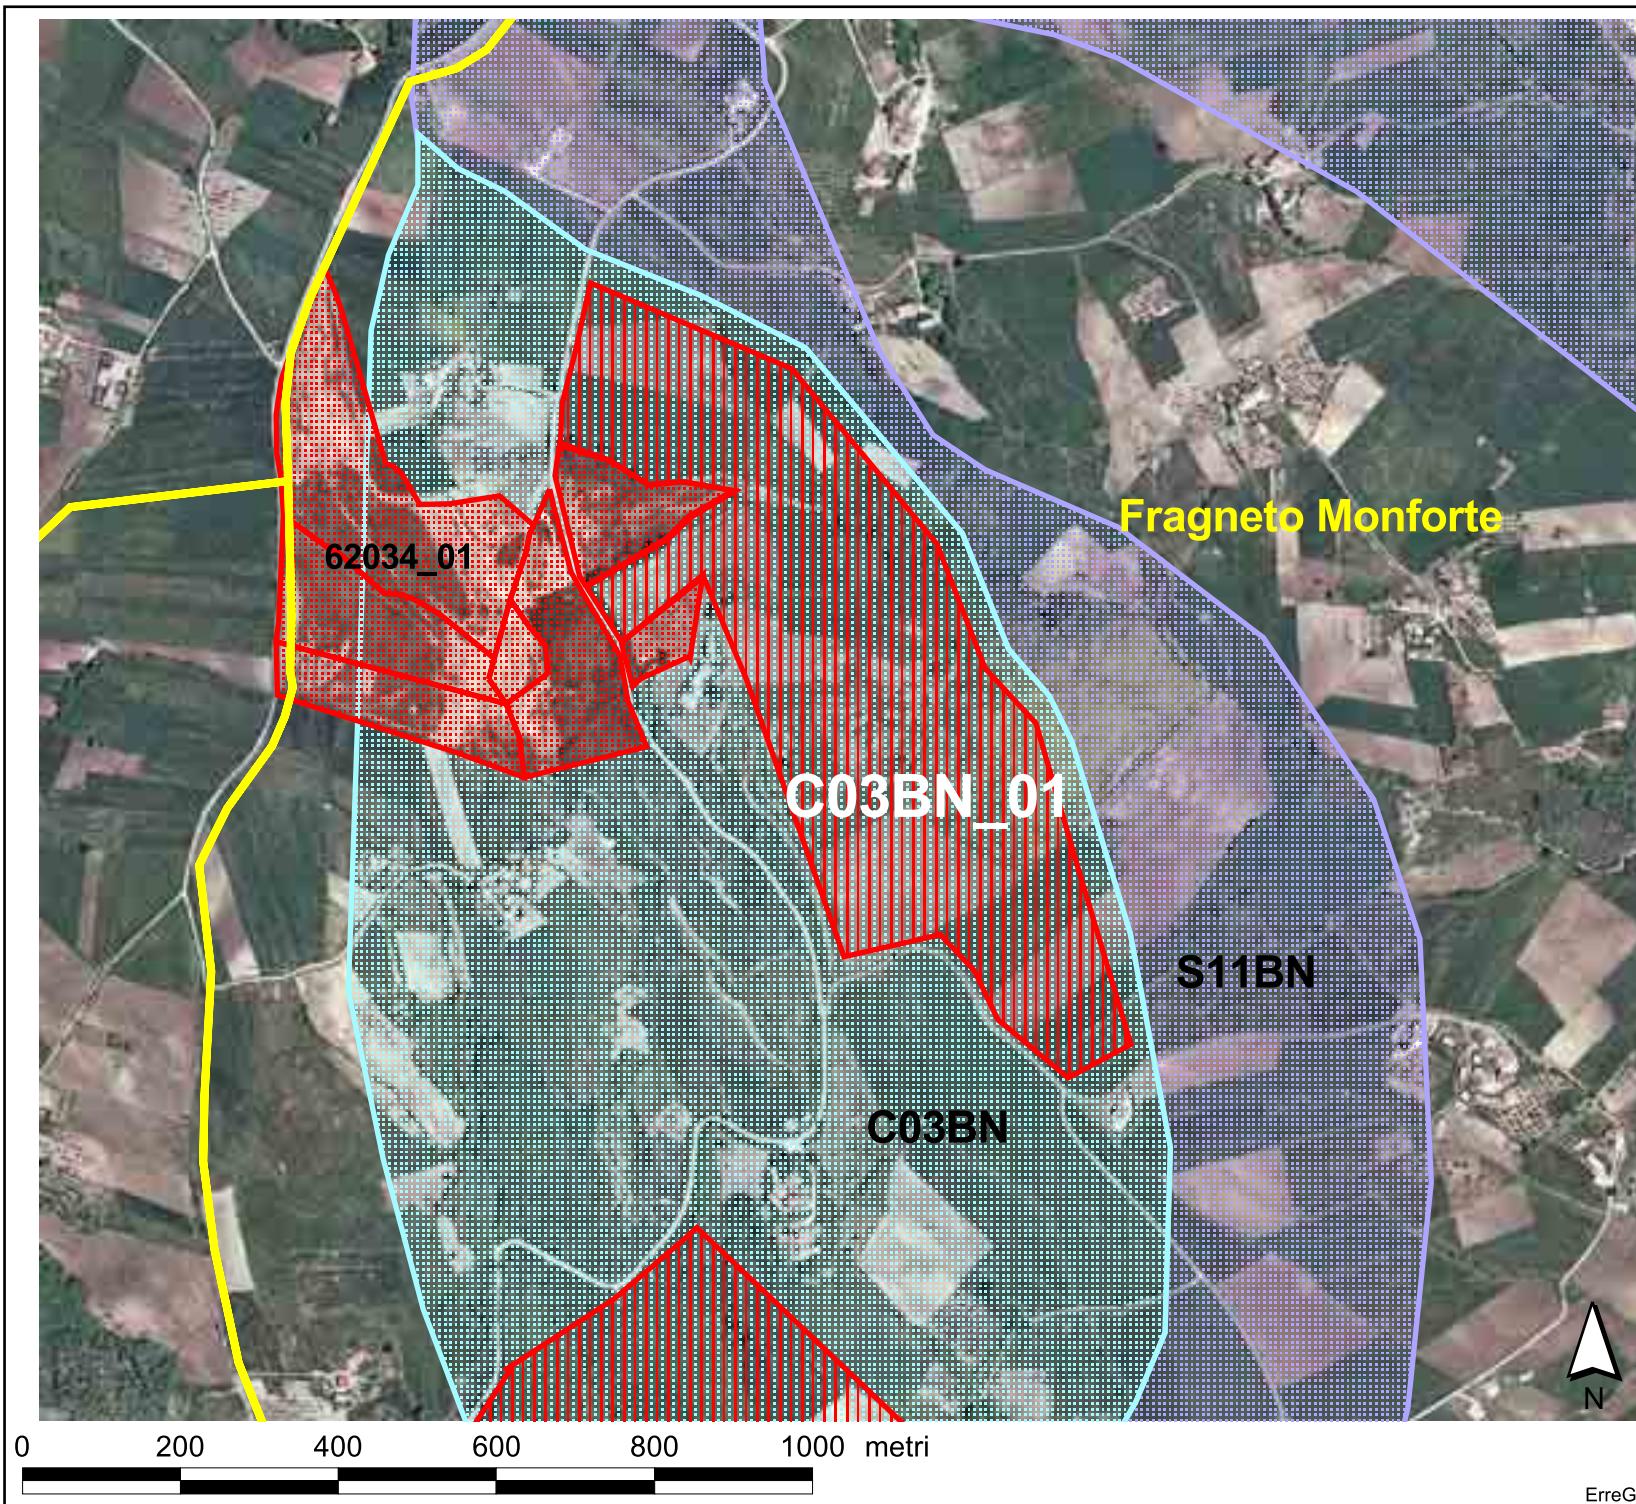 Fragneto Monforte
62034_01
C03BN_01
S11BN
C03BN
N
0 200 400 600 800 1000 metri
ErreG